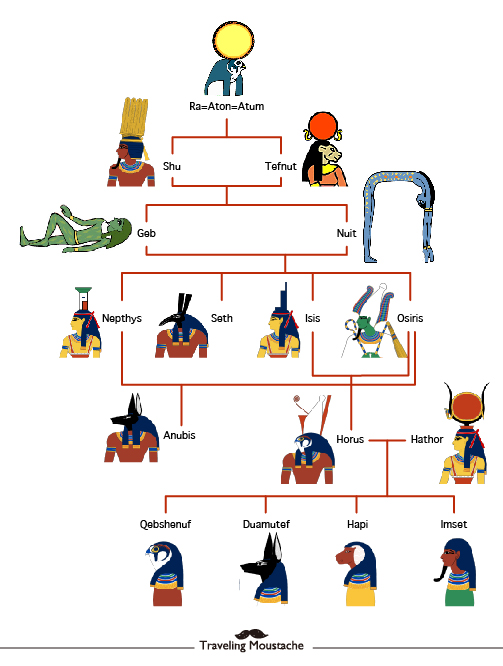 Ra=Aton=Atum
Shu
Tefnut
Geb
Nuit
Nepthys
Seth
Isis
Osiris
Anubis
Horus
Hathor
Qebshenuf
Duamutef
Hapi
Imset
Traveling Moustache